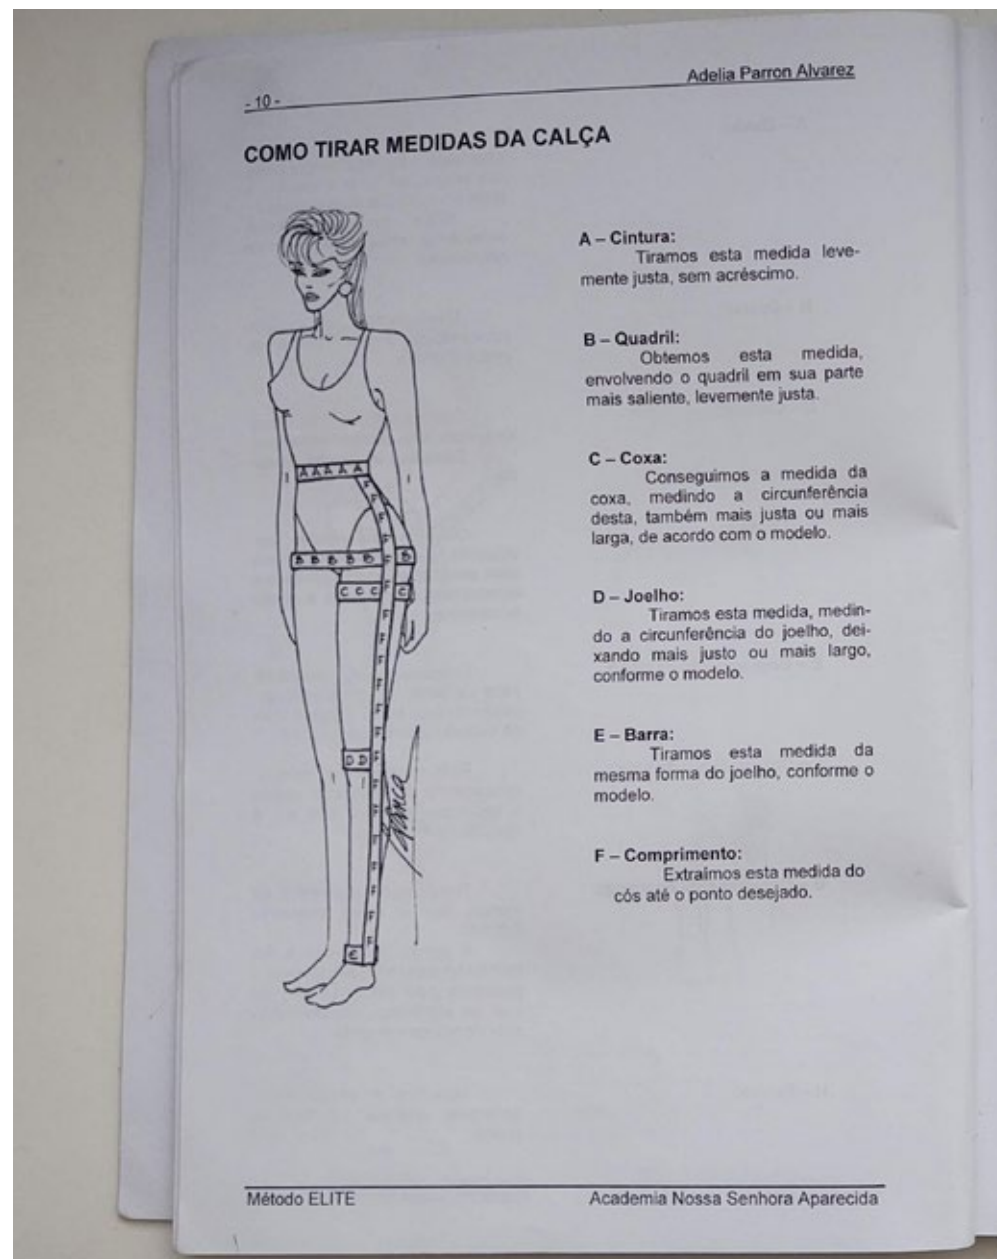 - 10 -
Adelia Parron Alvarez
COMO TIRAR MEDIDAS DA CALÇA
A – Cintura:
Tiramos esta medida leve-
mente justa, sem acréscimo.
B – Quadril:
Obtemos esta medida,
envolvendo o quadril em sua parte
mais saliente, levemente justa.
C – Coxa:
Conseguimos a medida da
coxa, medindo a circunferência
desta, também mais justa ou mais
larga, de acordo com o modelo.
D – Joelho:
Tiramos esta medida, medin-
do a circunferência do joelho, dei-
xando mais justo ou mais largo,
conforme o modelo.
E – Barra:
Tiramos esta medida da
mesma forma do joelho, conforme o
modelo.
F – Comprimento:
Extraímos esta medida do
cós até o ponto desejado.
A A A A A
B B B B B B
C C C C
D D
E
Método ELITE
Academia Nossa Senhora Aparecida